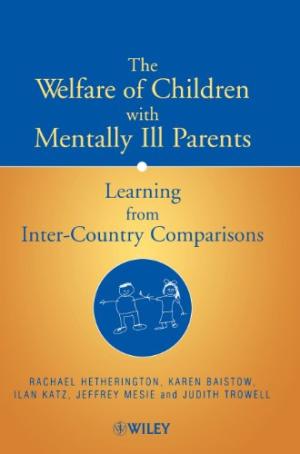 The
Welfare of Children
with
Mentally Ill Parents
Learning
from
Inter-Country Comparisons
RACHAEL HETHERINGTON, KAREN BAISTOW,
ILAN KATZ, JEFFREY MESIE and JUDITH TROWELL
WILEY